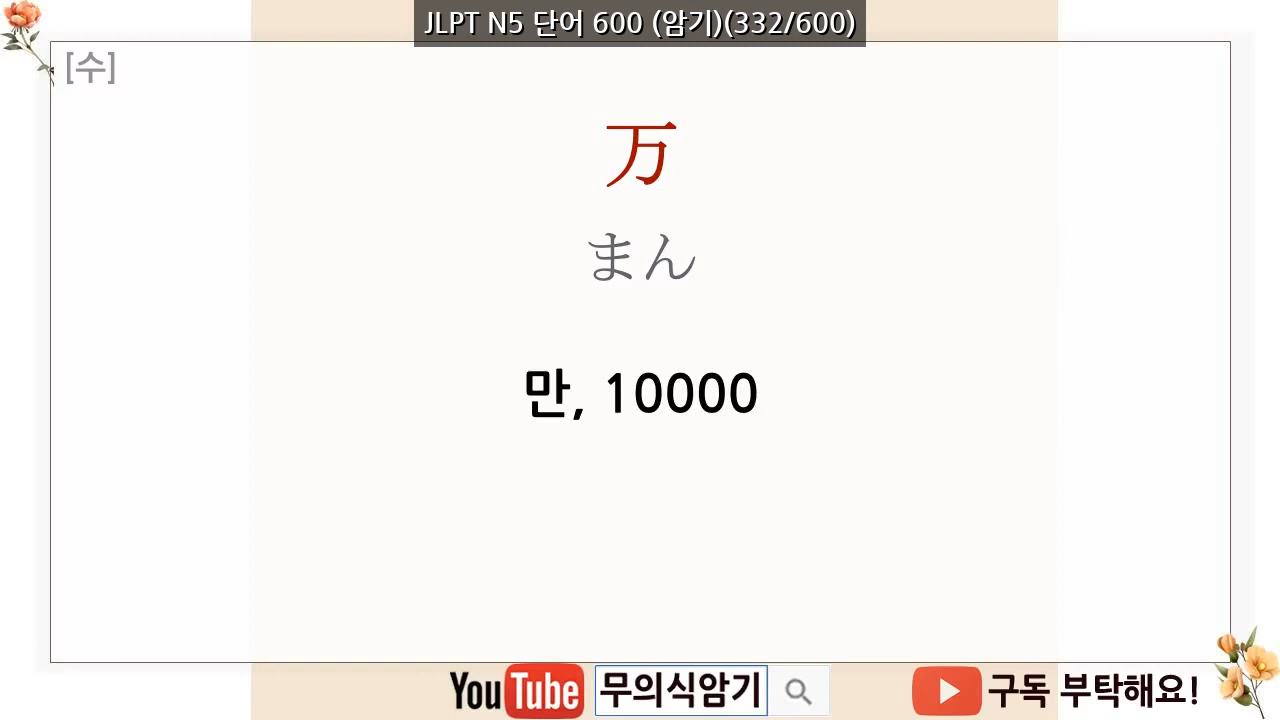 JLPT N5 단어 600 (암기)(332/600)
[수]
万
まん
만, 10000
YouTube 무의식암기 구독 부탁해요!